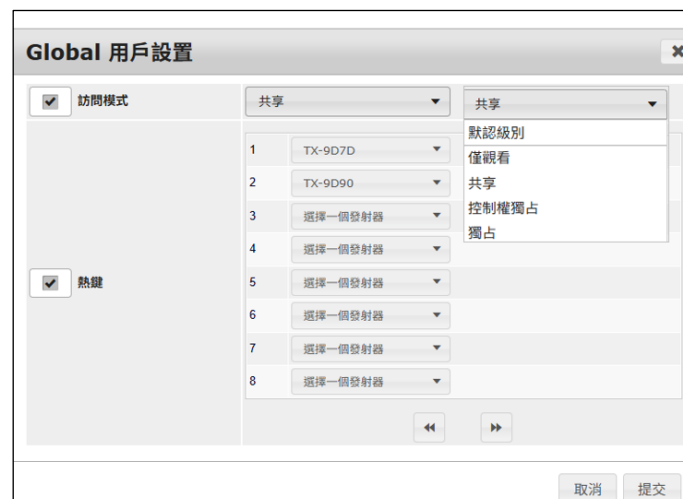 Global 用戶設置
訪問模式
共享
共享
默認級別
僅觀看
共享
控制權獨占
獨占
熱鍵
1 TX-9D7D
2 TX-9D90
3 選擇一個發射器
4 選擇一個發射器
5 選擇一個發射器
6 選擇一個發射器
7 選擇一個發射器
8 選擇一個發射器
取消 提交